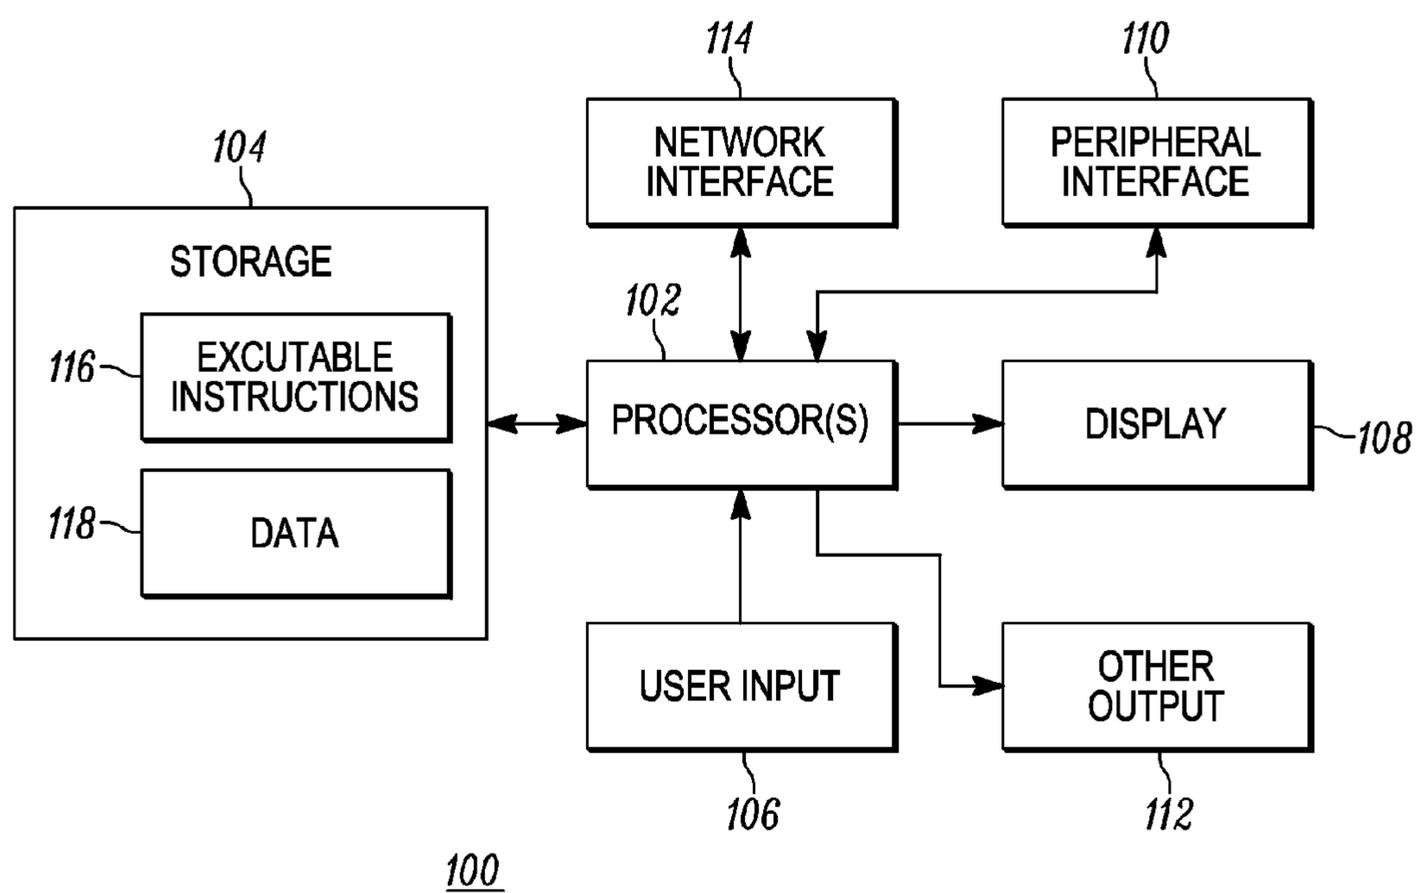 114
110
NETWORK
INTERFACE
PERIPHERAL
INTERFACE
104
STORAGE
102
116
EXCUTABLE
INSTRUCTIONS
PROCESSOR(S)
DISPLAY
108
118
DATA
USER INPUT
OTHER
OUTPUT
106
112
100